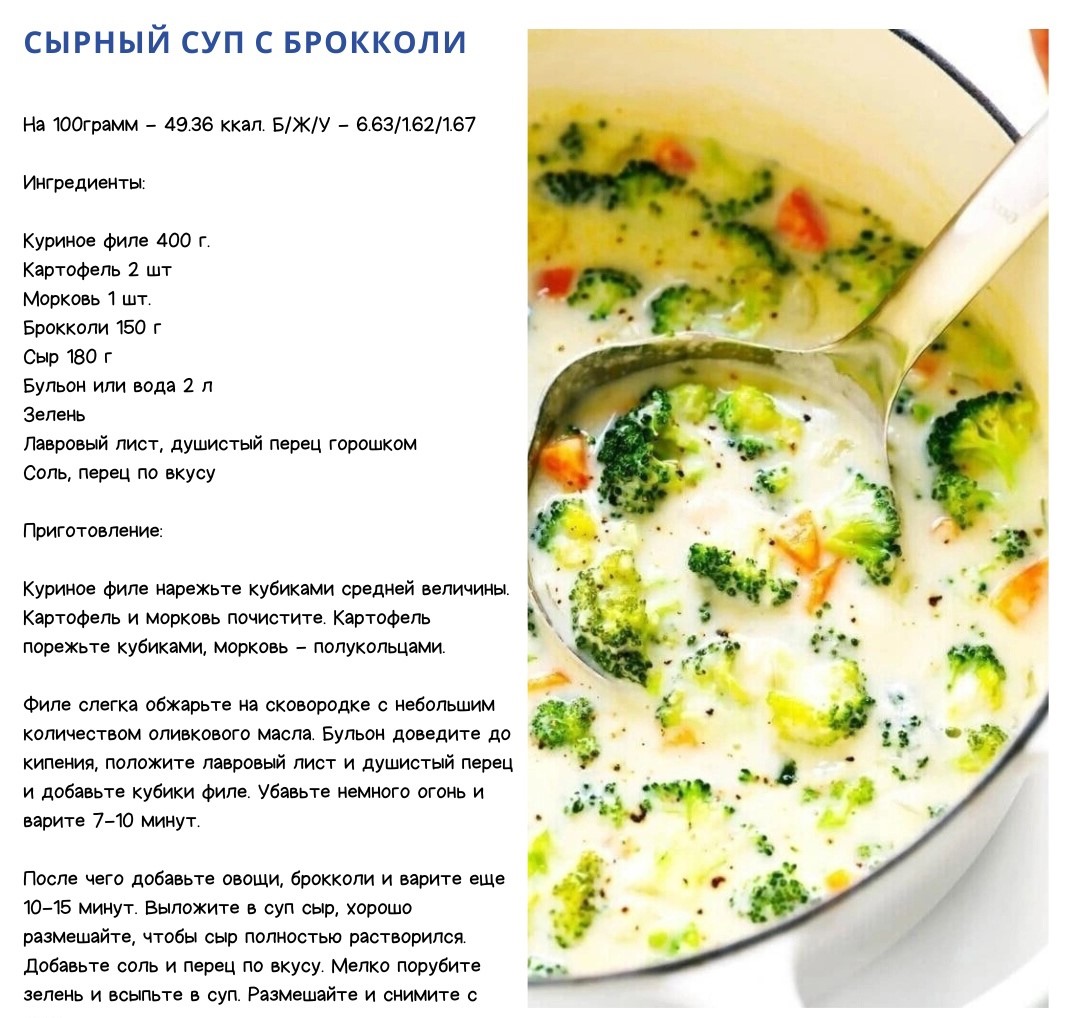 СЫРНЫЙ СУП С БРОККОЛИ
На 100грамм – 49.36 ккал. Б/Ж/У – 6.63/1.62/1.67
Ингредиенты:
Куриное филе 400 г.
Картофель 2 шт
Морковь 1 шт.
Брокколи 150 г
Сыр 180 г
Бульон или вода 2 л
Зелень
Лавровый лист, душистый перец горошком
Соль, перец по вкусу
Приготовление:
Куриное филе нарежьте кубиками средней величины.
Картофель и морковь почистите. Картофель
порежьте кубиками, морковь – полукольцами.
Филе слегка обжарьте на сковородке с небольшим
количеством оливкового масла. Бульон доведите до
кипения, положите лавровый лист и душистый перец
и добавьте кубики филе. Убавьте немного огонь и
варите 7–10 минут.
После чего добавьте овощи, брокколи и варите еще
10–15 минут. Выложите в суп сыр, хорошо
размешайте, чтобы сыр полностью растворился.
Добавьте соль и перец по вкусу. Мелко порубите
зелень и всыпьте в суп. Размешайте и снимите с